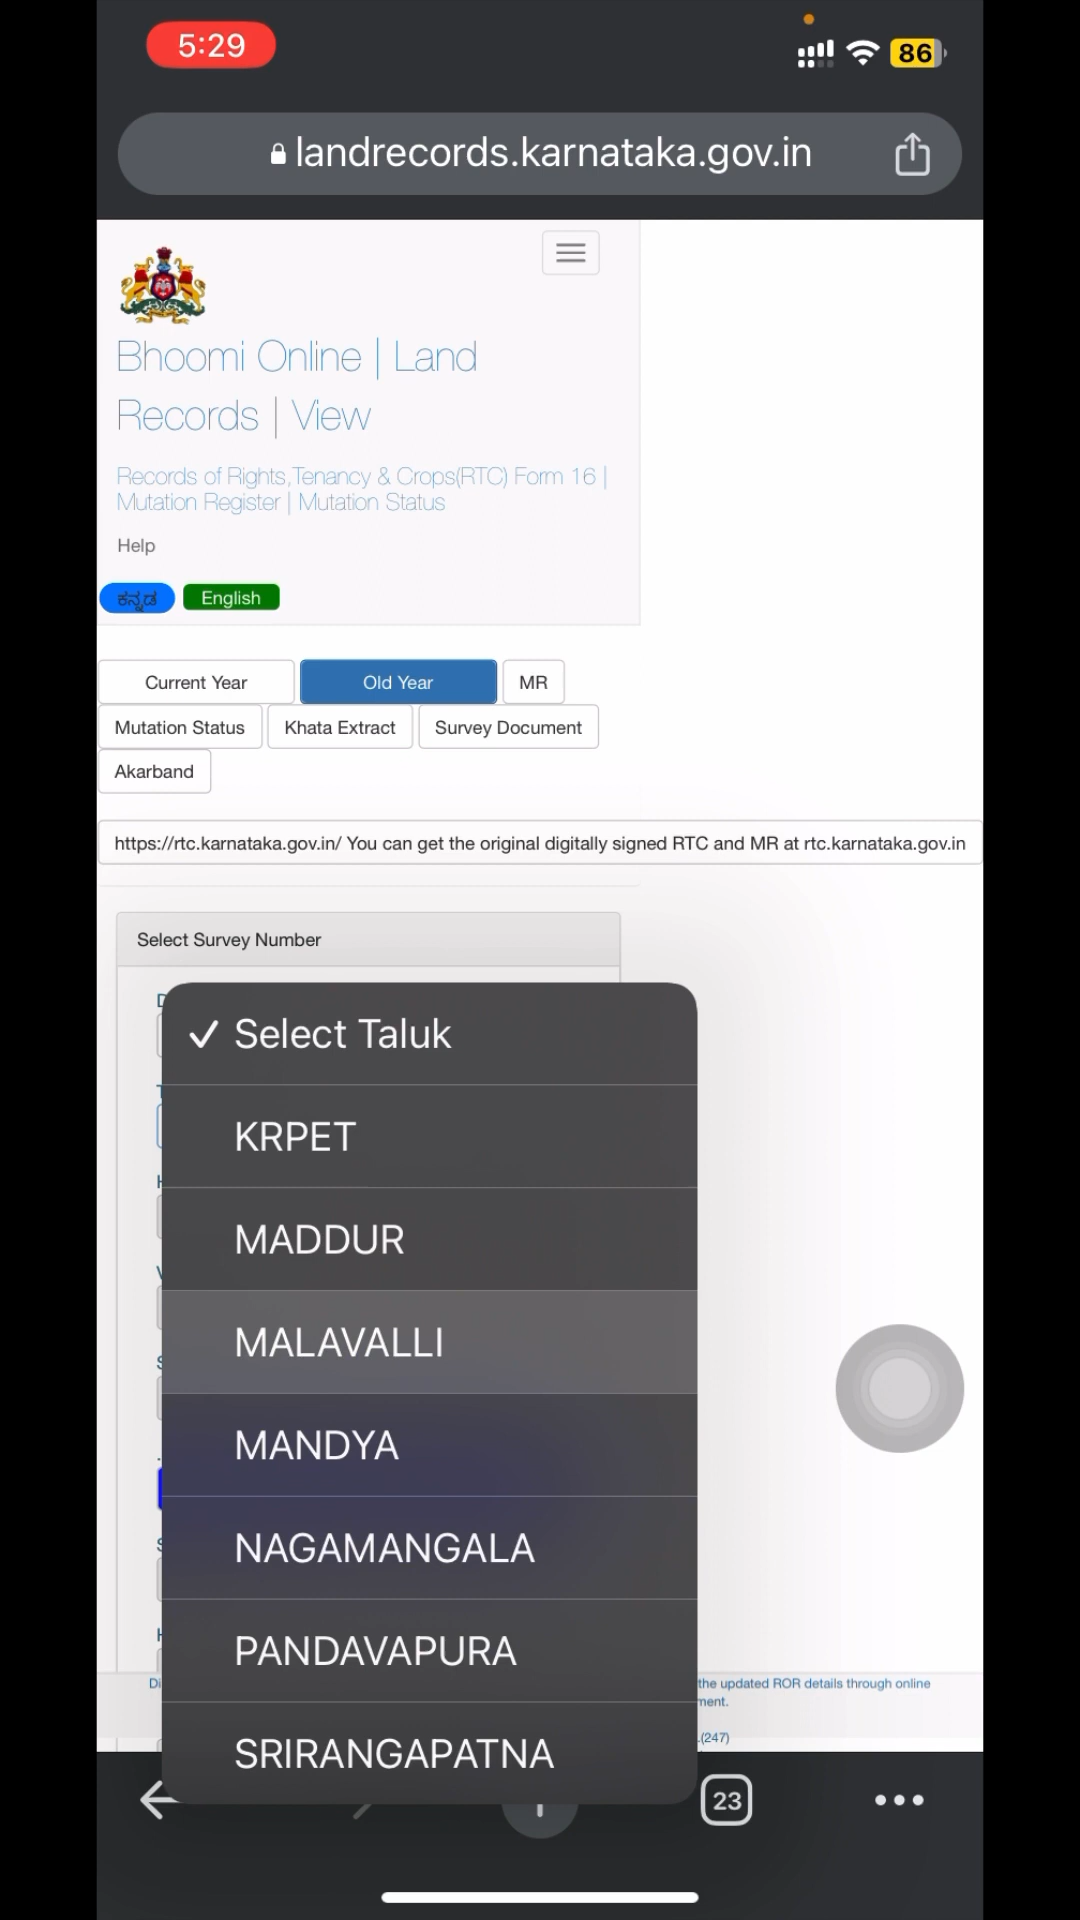 5:29
86
landrecords.karnataka.gov.in
Bhoomi Online | Land
Records | View
Records of Rights,Tenancy & Crops(RTC) Form 16 |
Mutation Register | Mutation Status
Help
ಕನ್ನಡ English
Current Year Old Year MR
Mutation Status Khata Extract Survey Document
Akarband
https://rtc.karnataka.gov.in/ You can get the original digitally signed RTC and MR at rtc.karnataka.gov.in
Select Survey Number
✓ Select Taluk
KRPET
MADDUR
MALAVALLI
MANDYA
NAGAMANGALA
PANDAVAPURA
the updated ROR details through online
SRIRANGAPATNA
(247)
23